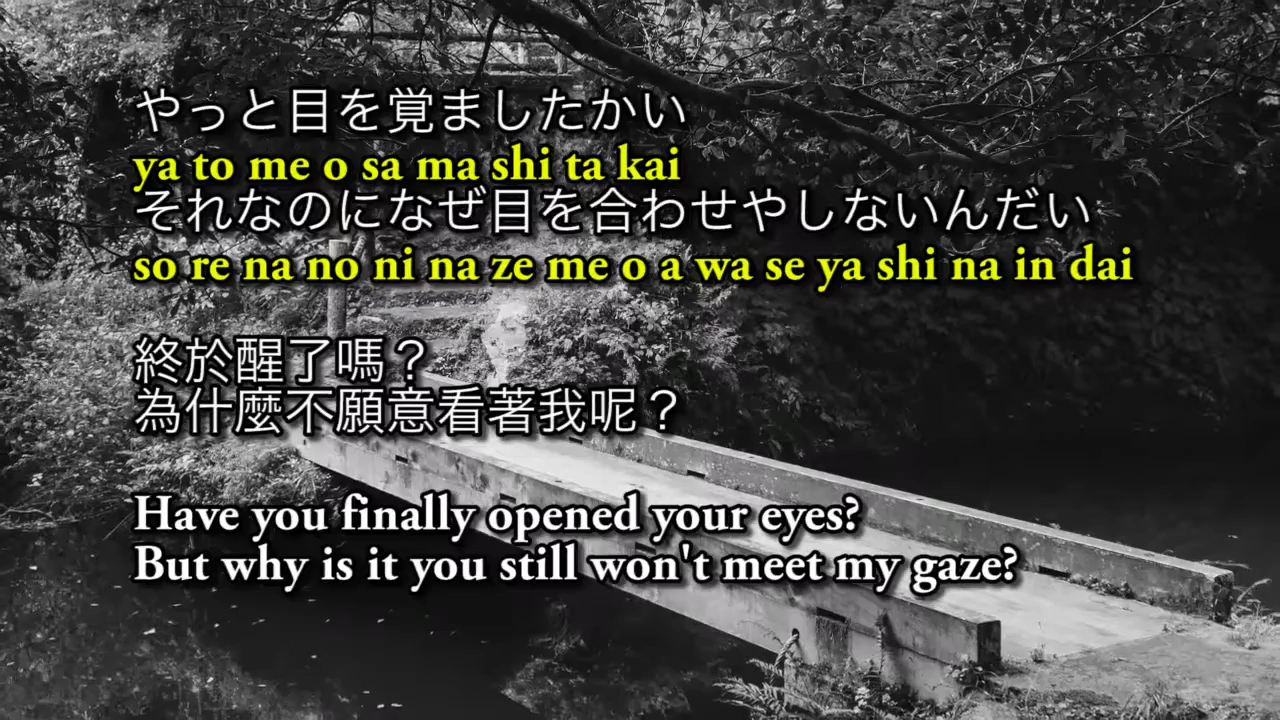 やっと目を覚ましたかい
ya to me o sa ma shi ta kai
それなのになぜ目を合わせやしないんだい
so re na no ni na ze me o a wa se ya shi na in dai
終於醒了嗎？
為什麼不願意看著我呢？
Have you finally opened your eyes?
But why is it you still won't meet my gaze?